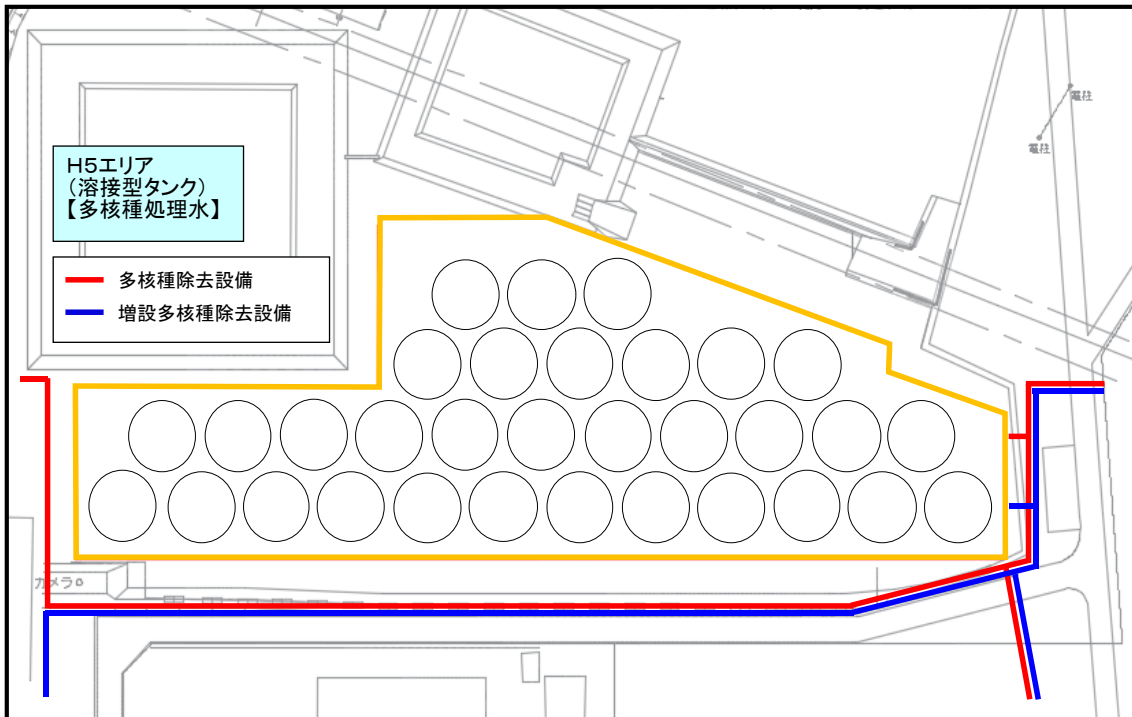 H5エリア
(溶接型タンク)
【多核種処理水】
多核種除去設備
増設多核種除去設備
電柱
電柱
カメラ